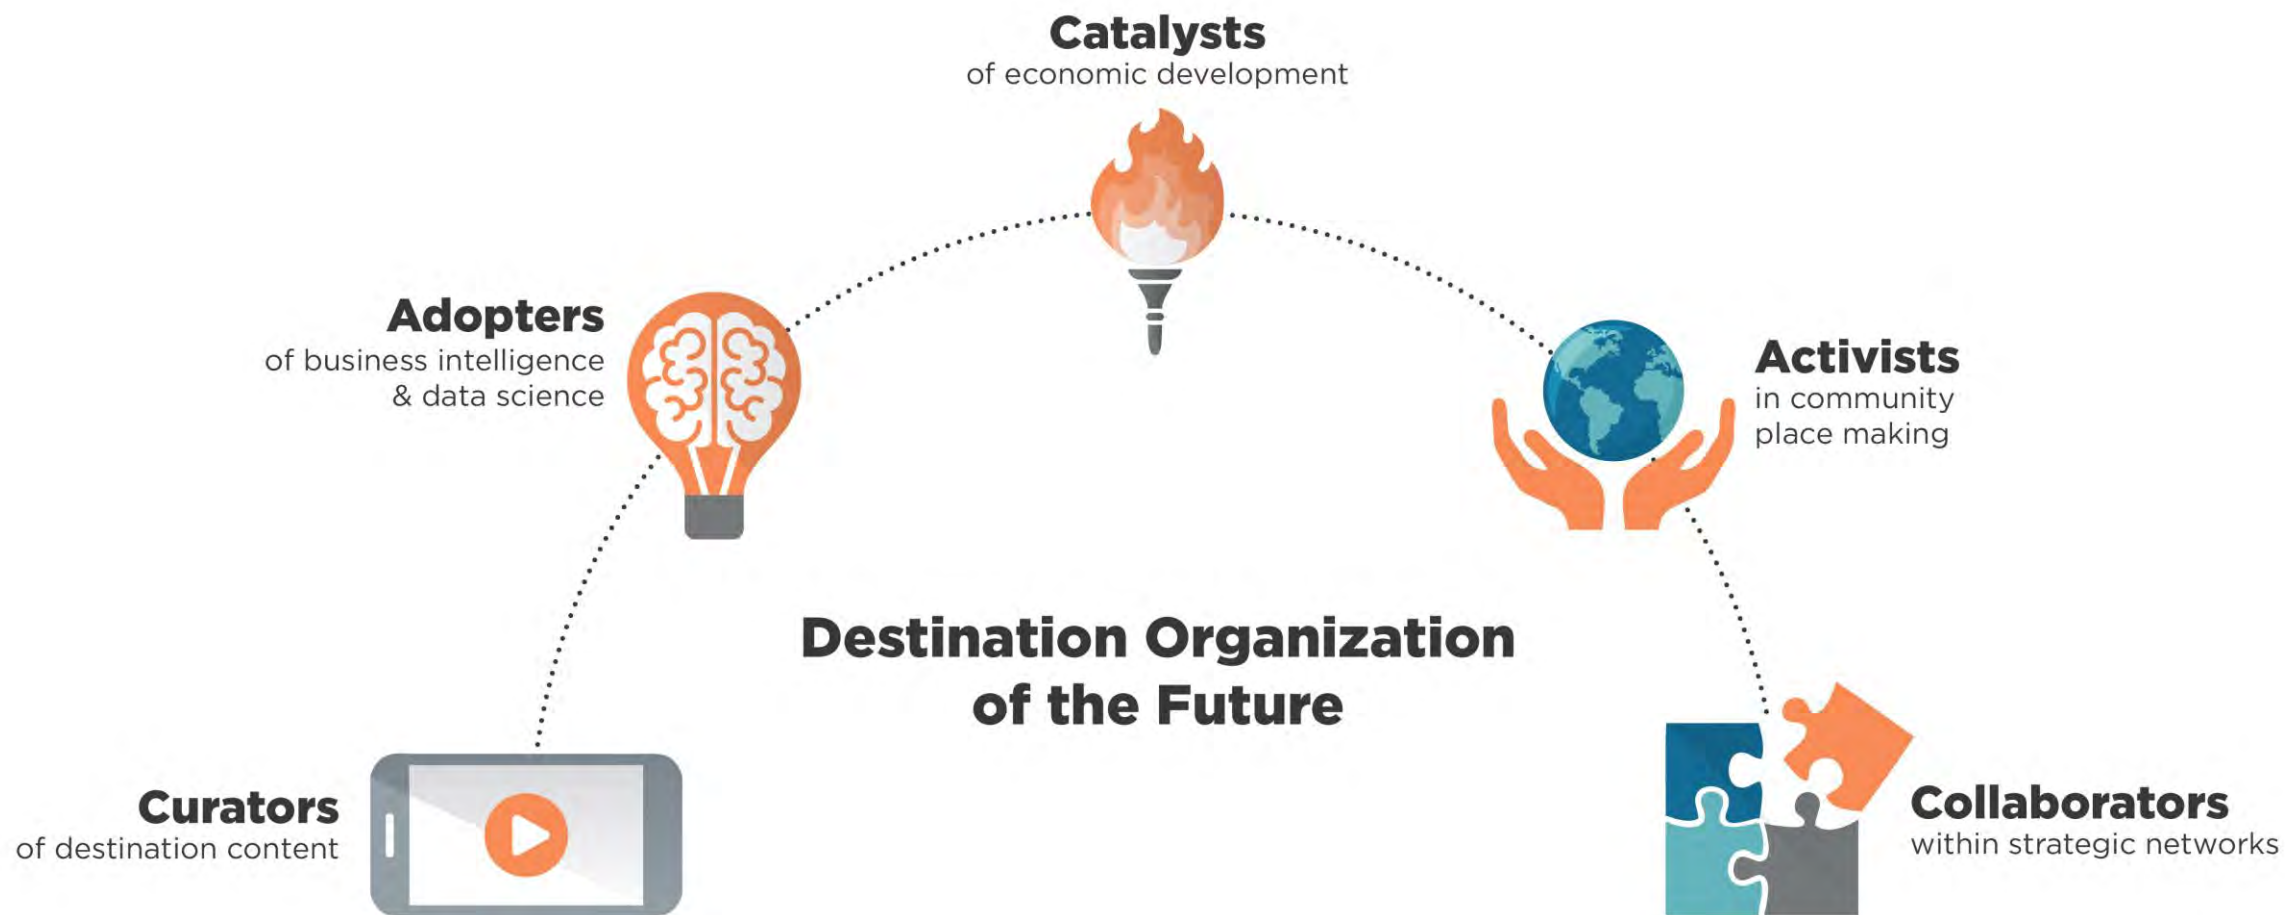 Catalysts
of economic development
Adopters
of business intelligence
& data science
Activists
in community
place making
Destination Organization
of the Future
Curators
of destination content
Collaborators
within strategic networks